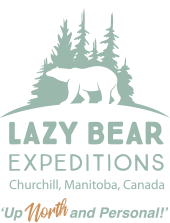 LAZY BEAR
EXPEDITIONS
Churchill, Manitoba, Canada
‘Up North and Personal!’